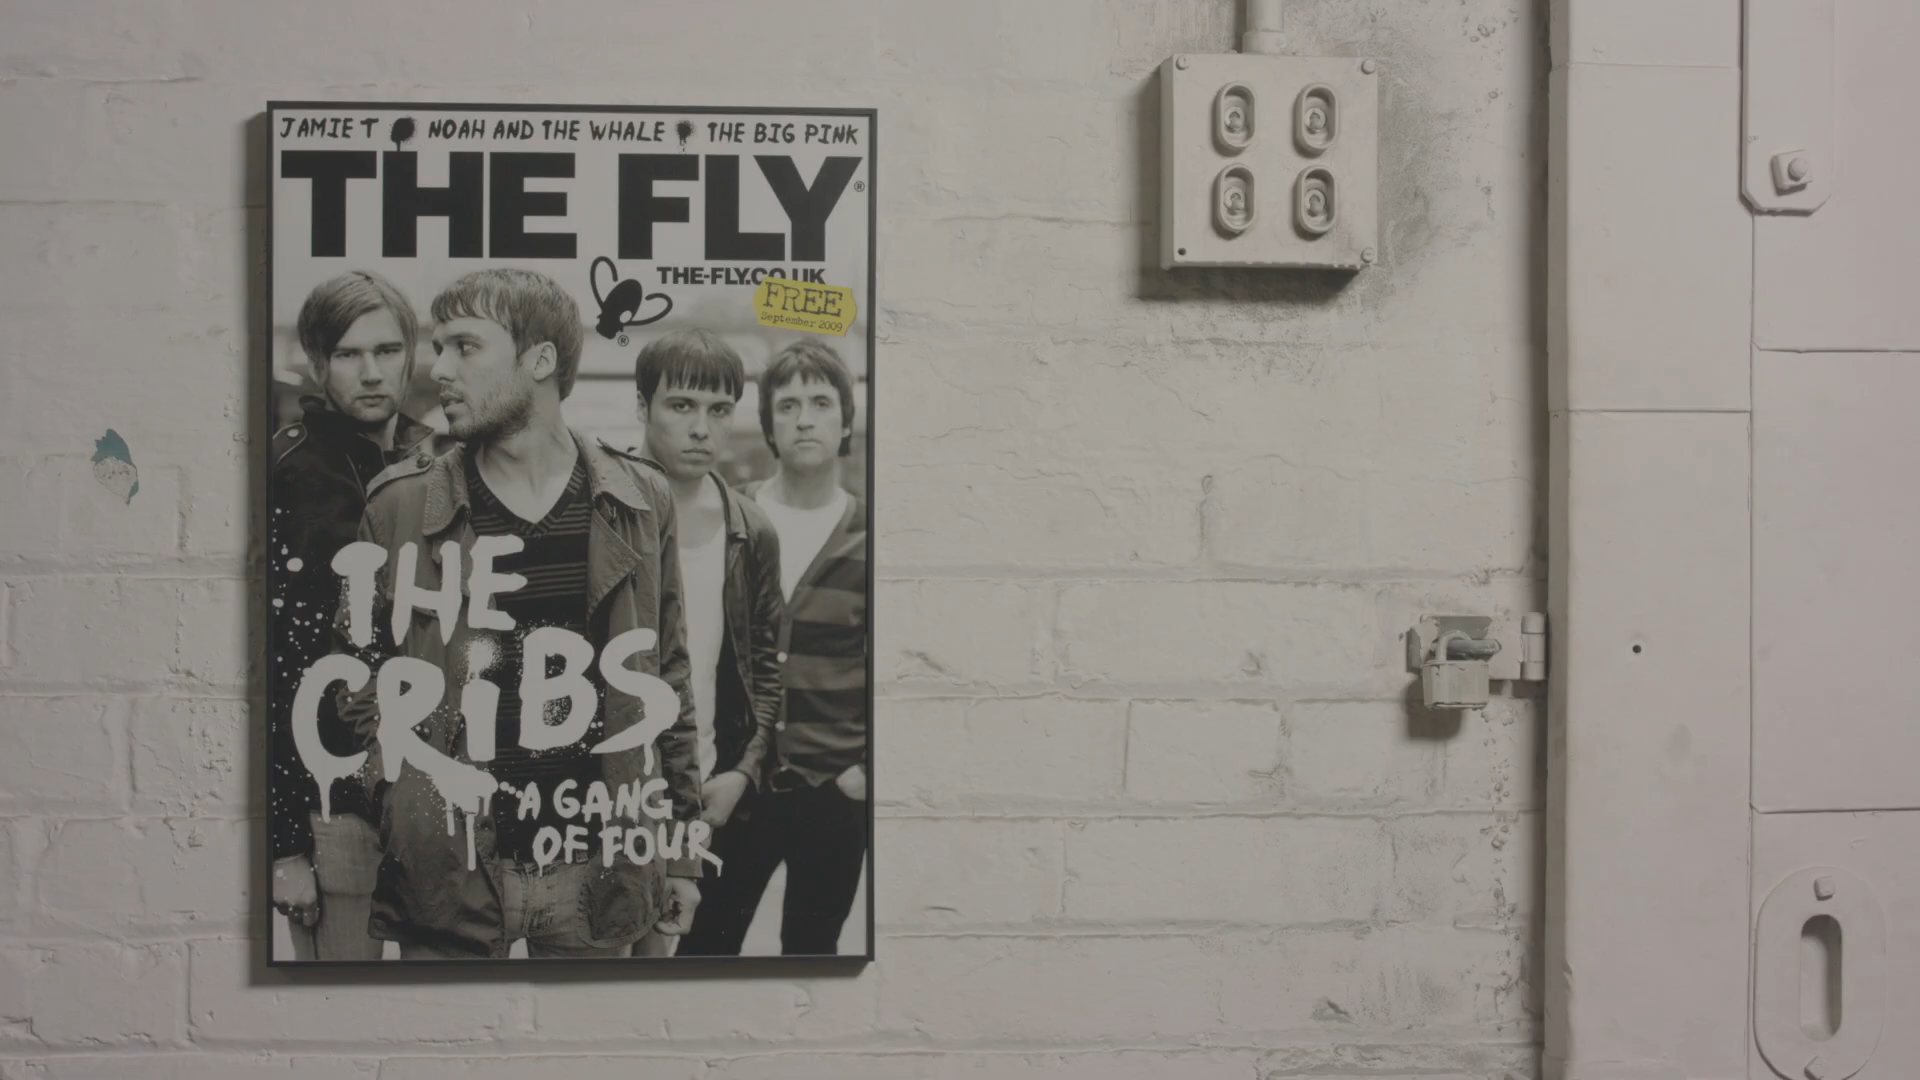 JAMIE T NOAH AND THE WHALE THE BIG PINK
THE FLY®
THE-FLY.CO.UK
FREE
September 2009
®
THE
CRiBS
A GANG
OF FOUR